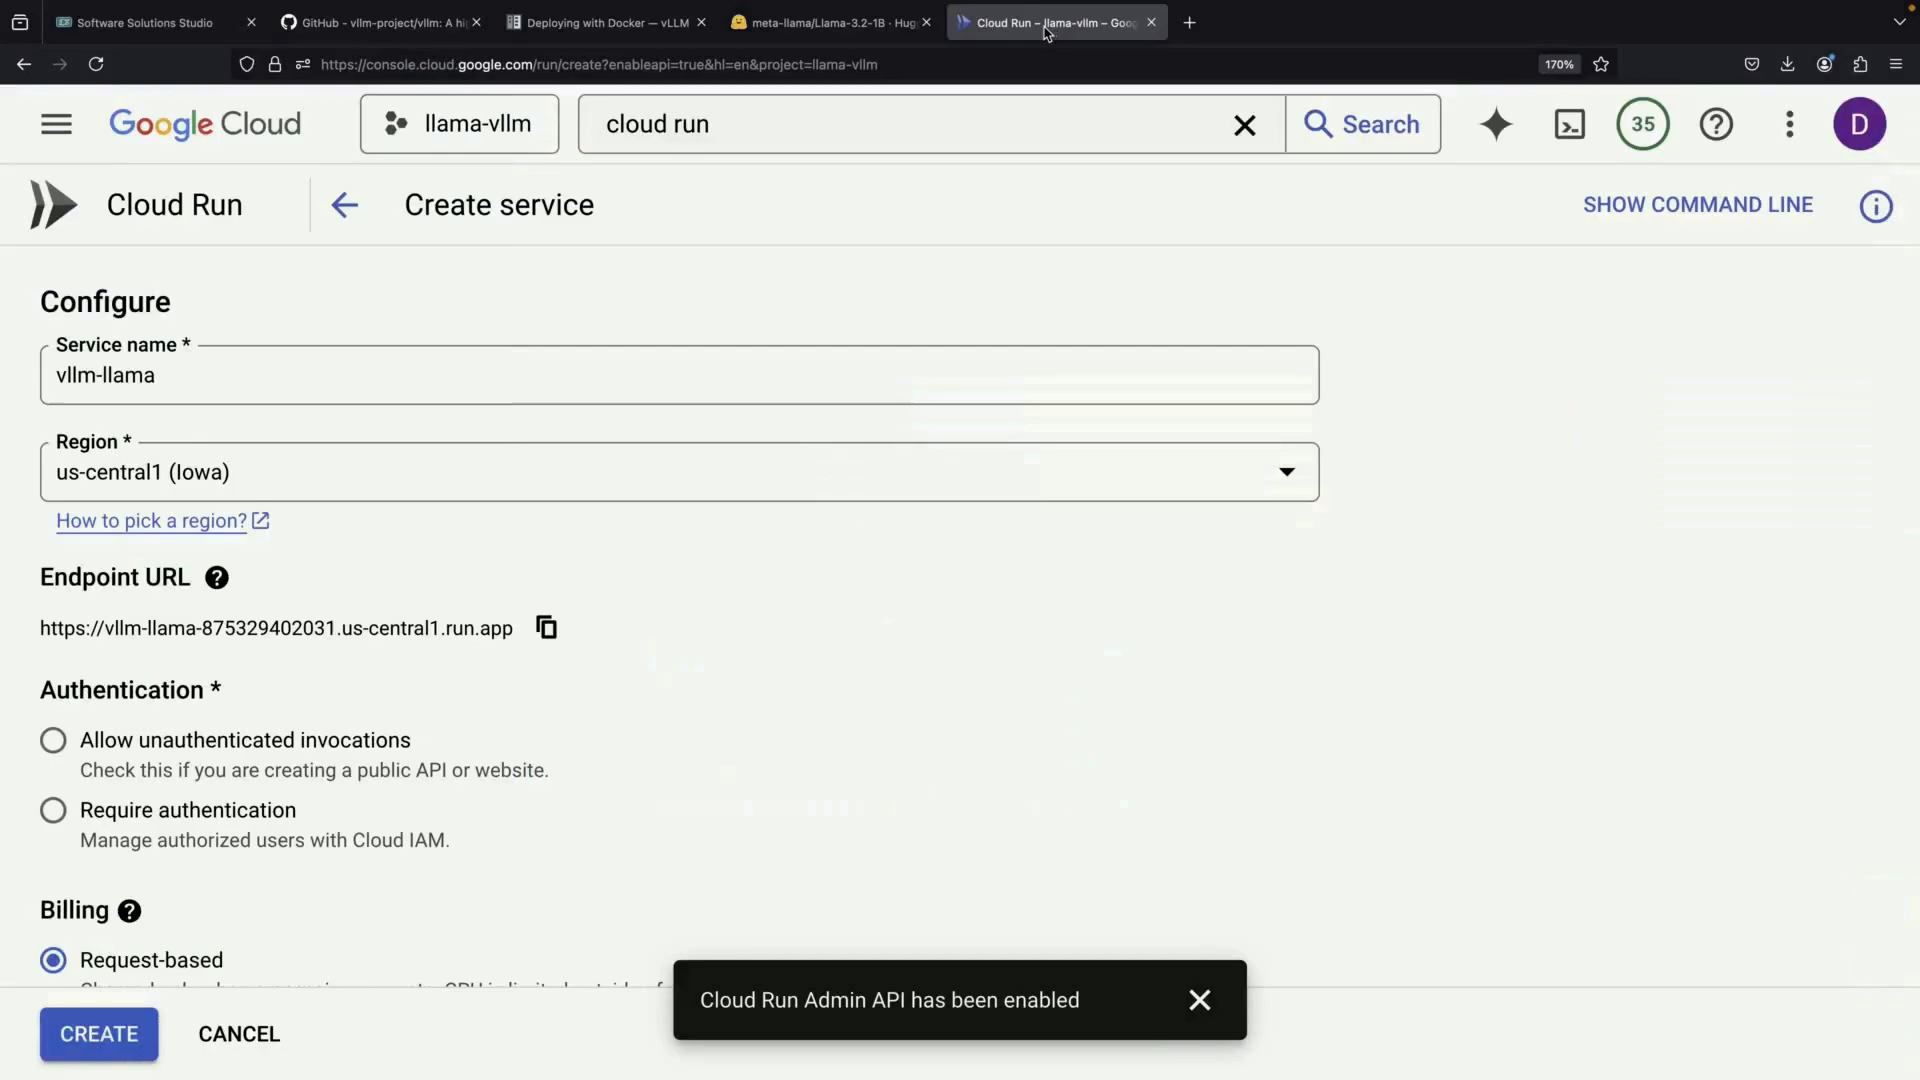 Software Solutions Studio
GitHub - vllm-project/vllm: A hi
Deploying with Docker — vLLM
meta-llama/Llama-3.2-1B · Hug
Cloud Run – llama-vllm – Goog
https://console.cloud.google.com/run/create?enableapi=true&hl=en&project=llama-vllm
170%
Google Cloud
llama-vllm
cloud run
Search
35
D
Cloud Run
Create service
SHOW COMMAND LINE
Configure
Service name *
vllm-llama
Region *
us-central1 (Iowa)
How to pick a region?
Endpoint URL
https://vllm-llama-875329402031.us-central1.run.app
Authentication *
Allow unauthenticated invocations
Check this if you are creating a public API or website.
Require authentication
Manage authorized users with Cloud IAM.
Billing
Request-based
Cloud Run Admin API has been enabled
CREATE
CANCEL